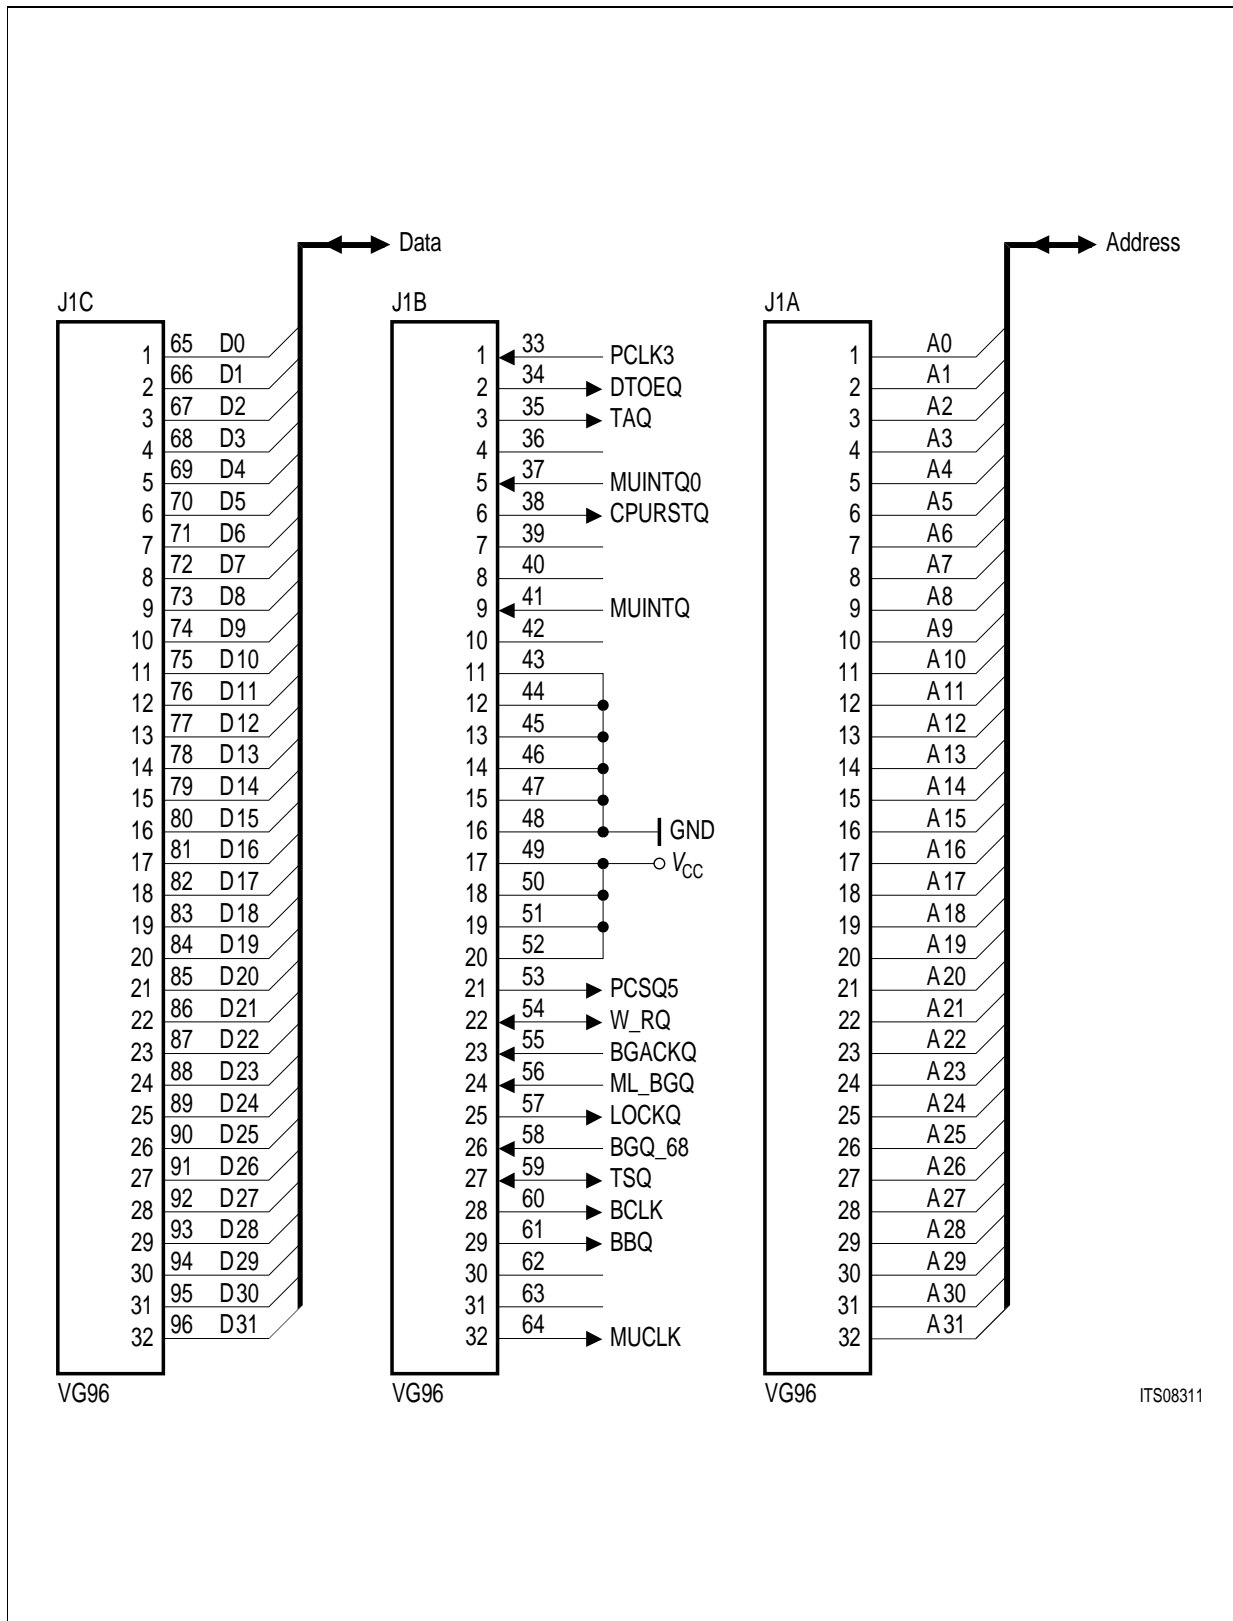 Data
Address
J1C
J1B
J1A
1 65 D0
2 66 D1
3 67 D2
4 68 D3
5 69 D4
6 70 D5
7 71 D6
8 72 D7
9 73 D8
10 74 D9
11 75 D10
12 76 D11
13 77 D12
14 78 D13
15 79 D14
16 80 D15
17 81 D16
18 82 D17
19 83 D18
20 84 D19
21 85 D20
22 86 D21
23 87 D22
24 88 D23
25 89 D24
26 90 D25
27 91 D26
28 92 D27
29 93 D28
30 94 D29
31 95 D30
32 96 D31
VG96
1 33 PCLK3
2 34 DTOEQ
3 35 TAQ
4 36
5 37 MUINTQ0
6 38 CPURSTQ
7 39
8 40
9 41 MUINTQ
10 42
11 43
12 44
13 45
14 46
15 47
16 48 GND
17 49 VCC
18 50
19 51
20 52
21 53 PCSQ5
22 54 W_RQ
23 55 BGACKQ
24 56 ML_BGQ
25 57 LOCKQ
26 58 BGQ_68
27 59 TSQ
28 60 BCLK
29 61 BBQ
30 62
31 63
32 64 MUCLK
VG96
1 A0
2 A1
3 A2
4 A3
5 A4
6 A5
7 A6
8 A7
9 A8
10 A9
11 A10
12 A11
13 A12
14 A13
15 A14
16 A15
17 A16
18 A17
19 A18
20 A19
21 A20
22 A21
23 A22
24 A23
25 A24
26 A25
27 A26
28 A27
29 A28
30 A29
31 A30
32 A31
VG96
ITS08311